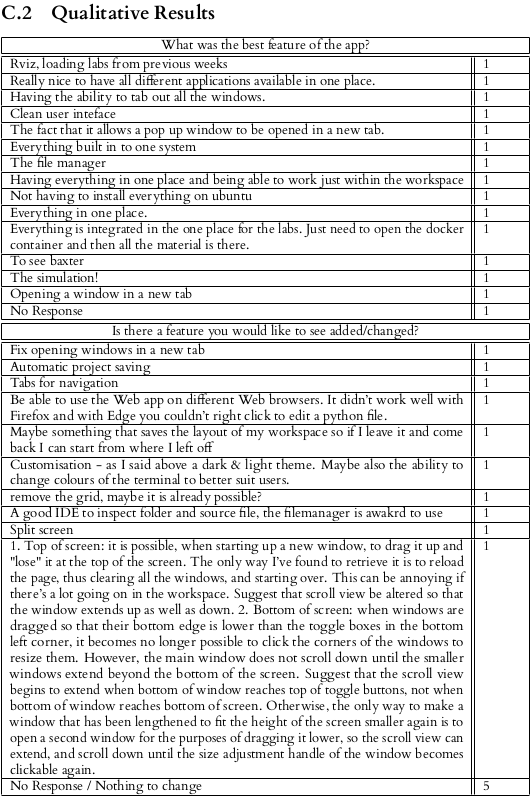 C.2 Qualitative Results
What was the best feature of the app?
Rviz, loading labs from previous weeks 1
Really nice to have all different applications available in one place. 1
Having the ability to tab out all the windows. 1
Clean user inteface 1
The fact that it allows a pop up window to be opened in a new tab. 1
Everything built in to one system 1
The file manager 1
Having everything in one place and being able to work just within the workspace 1
Not having to install everything on ubuntu 1
Everything in one place. 1
Everything is integrated in the one place for the labs. Just need to open the docker 1
container and then all the material is there.
To see baxter 1
The simulation! 1
Opening a window in a new tab 1
No Response 1
Is there a feature you would like to see added/changed?
Fix opening windows in a new tab 1
Automatic project saving 1
Tabs for navigation 1
Be able to use the Web app on different Web browsers. It didn't work well with 1
Firefox and with Edge you couldn't right click to edit a python file.
Maybe something that saves the layout of my workspace so if I leave it and come 1
back I can start from where I left off
Customisation - as I said above a dark & light theme. Maybe also the ability to 1
change colours of the terminal to better suit users.
remove the grid, maybe it is already possible? 1
A good IDE to inspect folder and source file, the filemanager is awakrd to use 1
Split screen 1
1. Top of screen: it is possible, when starting up a new window, to drag it up and 1
"lose" it at the top of the screen. The only way I've found to retrieve it is to reload
the page, thus clearing all the windows, and starting over. This can be annoying if
there's a lot going on in the workspace. Suggest that scroll view be altered so that
the window extends up as well as down. 2. Bottom of screen: when windows are
dragged so that their bottom edge is lower than the toggle boxes in the bottom
left corner, it becomes no longer possible to click the corners of the windows to
resize them. However, the main window does not scroll down until the smaller
windows extend beyond the bottom of the screen. Suggest that the scroll view
begins to extend when bottom of window reaches top of toggle buttons, not when
bottom of window reaches bottom of screen. Otherwise, the only way to make a
window that has been lengthened to fit the height of the screen smaller again is to
open a second window for the purposes of dragging it lower, so the scroll view can
extend, and scroll down until the size adjustment handle of the window becomes
clickable again.
No Response / Nothing to change 5